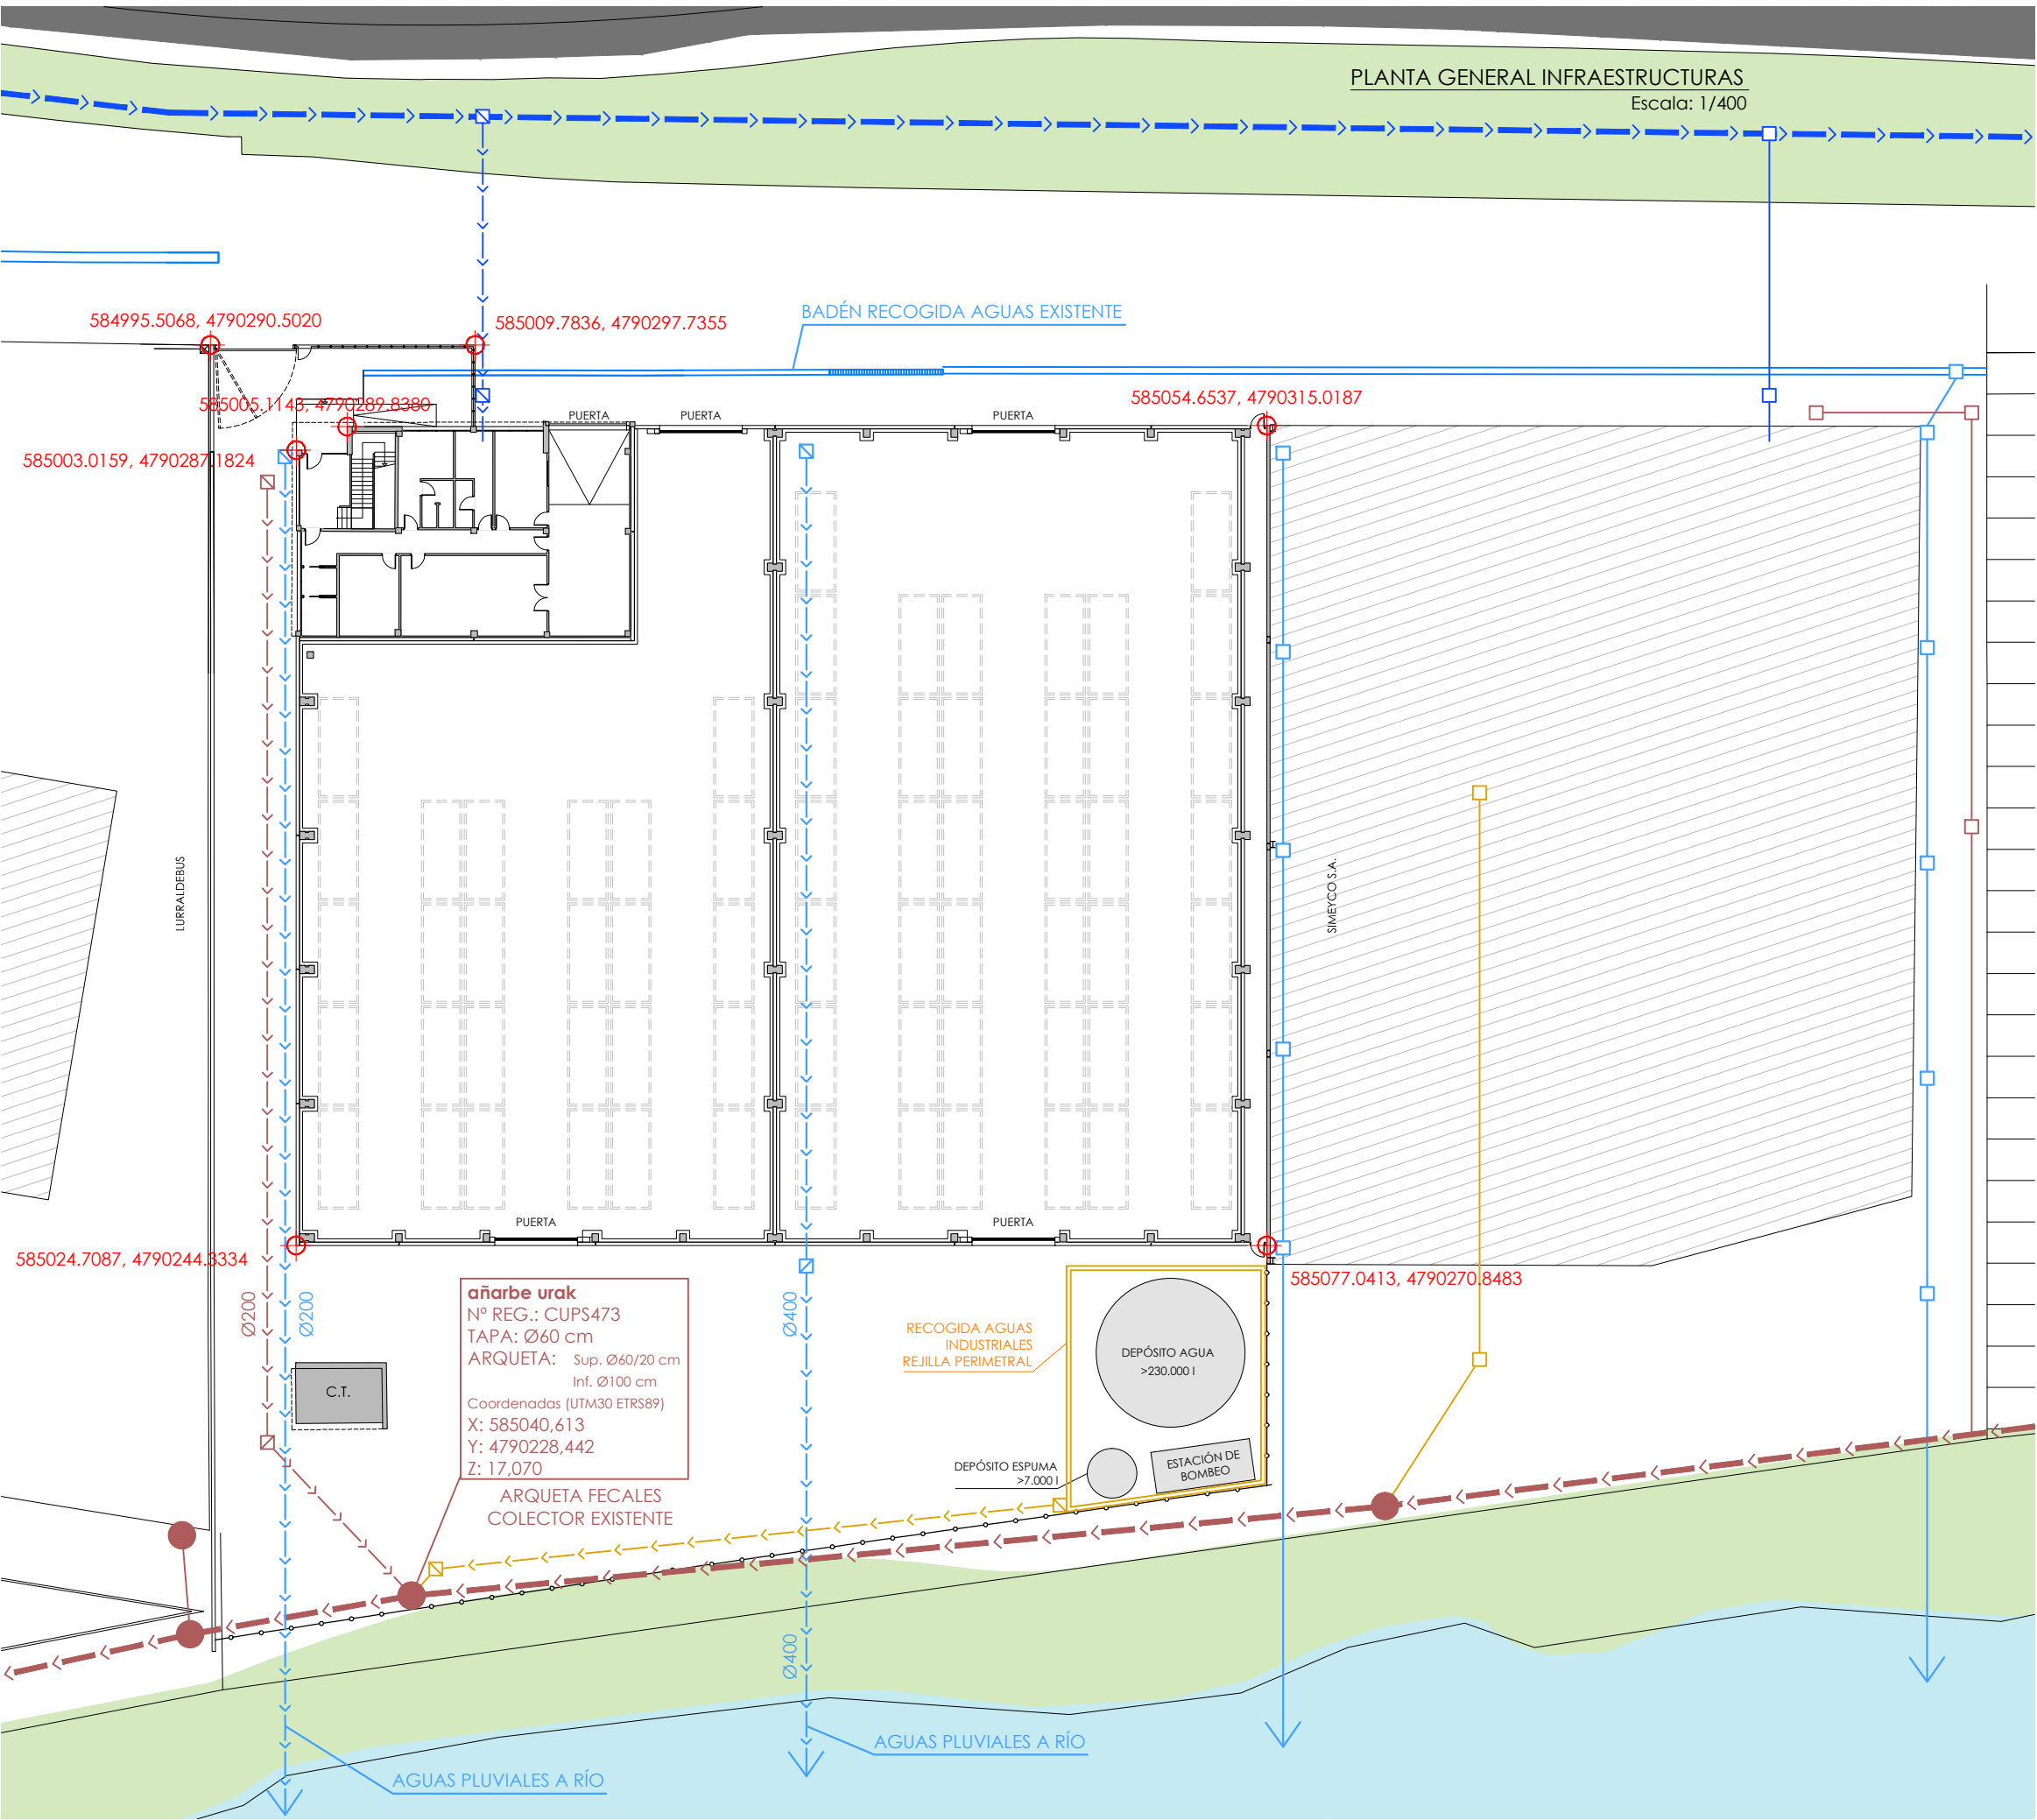 PLANTA GENERAL INFRAESTRUCTURAS
Escala: 1/400
BADÉN RECOGIDA AGUAS EXISTENTE
584995.5068, 4790290.5020
585009.7836, 4790297.7355
585054.6537, 4790315.0187
585005.1143, 4790289.8380
PUERTA
PUERTA
PUERTA
585003.0159, 4790287.1824
LURRALDEBUS
SIMEYCO S.A.
PUERTA
PUERTA
585024.7087, 4790244.3334
585077.0413, 4790270.8483
Ø200
Ø200
Ø400
añarbe urak
Nº REG.: CUPS473
TAPA: Ø60 cm
ARQUETA: Sup. Ø60/20 cm
Inf. Ø100 cm
Coordenadas (UTM30 ETRS89)
X: 585040,613
Y: 4790228,442
Z: 17,070
ARQUETA FECALES
COLECTOR EXISTENTE
RECOGIDA AGUAS
INDUSTRIALES
REJILLA PERIMETRAL
DEPÓSITO AGUA
>230.000 l
C.T.
DEPÓSITO ESPUMA
>7.000 l
ESTACIÓN DE
BOMBEO
Ø400
AGUAS PLUVIALES A RÍO
AGUAS PLUVIALES A RÍO